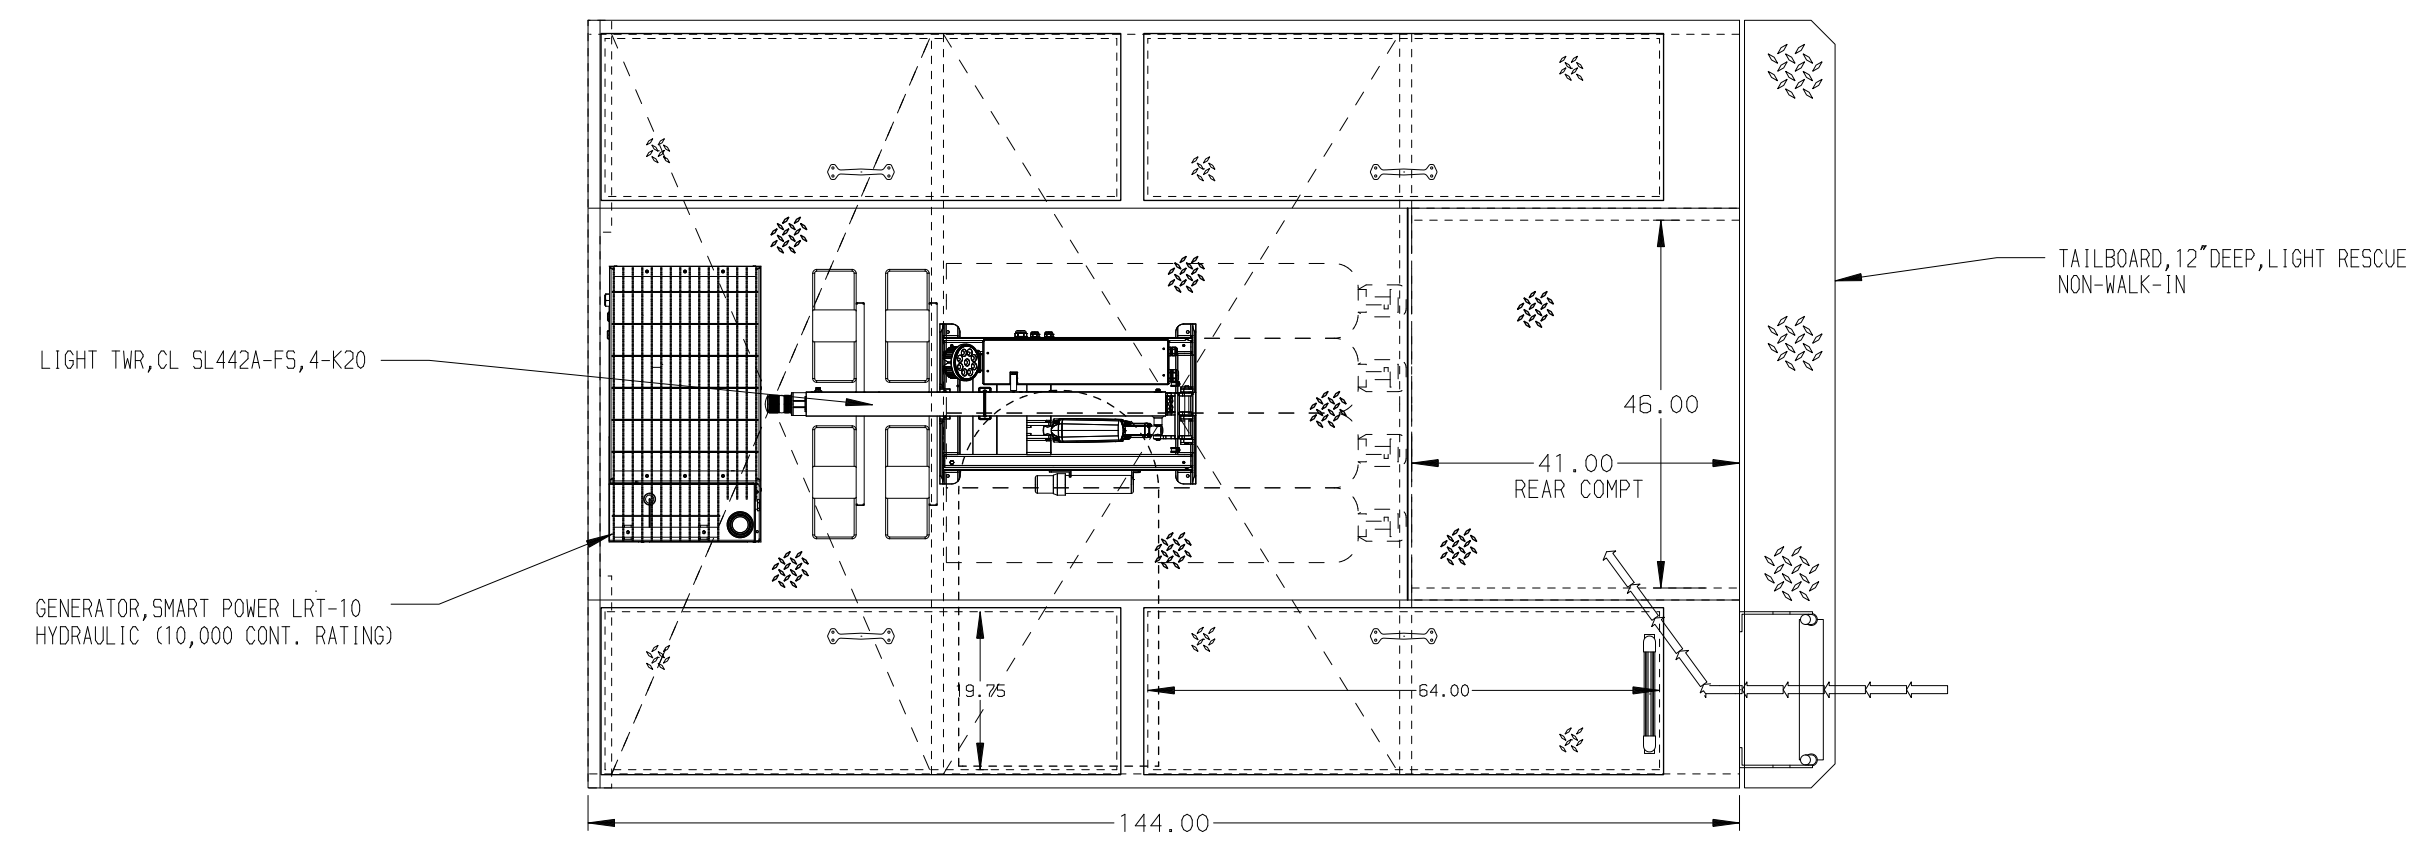 TAILBOARD,12"DEEP,LIGHT RESCUE
NON-WALK-IN
LIGHT TWR,CL SL442A-FS,4-K20
46.00
41.00
REAR COMPT
GENERATOR,SMART POWER LRT-10
HYDRAULIC (10,000 CONT. RATING)
19.75
64.00
144.00